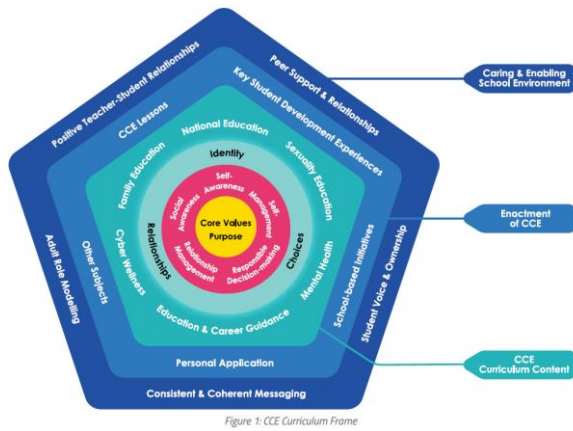 Positive Teacher-Student Relationships
Peer Support & Relationships
Caring & Enabling
School Environment
CCE Lessons
Key Student Development Experiences
National Education
Family Education
Sexuality Education
Identity
Self-
Awareness
Social
Awareness
Self-
Management
Core Values
Purpose
Relationship
Management
Responsible
Decision-making
Relationships
Choices
Enactment
of CCE
Adult Role Modelling
Other Subjects
Cyber Wellness
Mental Health
School-based Initiatives
Student Voice & Ownership
Education & Career Guidance
Personal Application
CCE
Curriculum Content
Consistent & Coherent Messaging
Figure 1: CCE Curriculum Frame